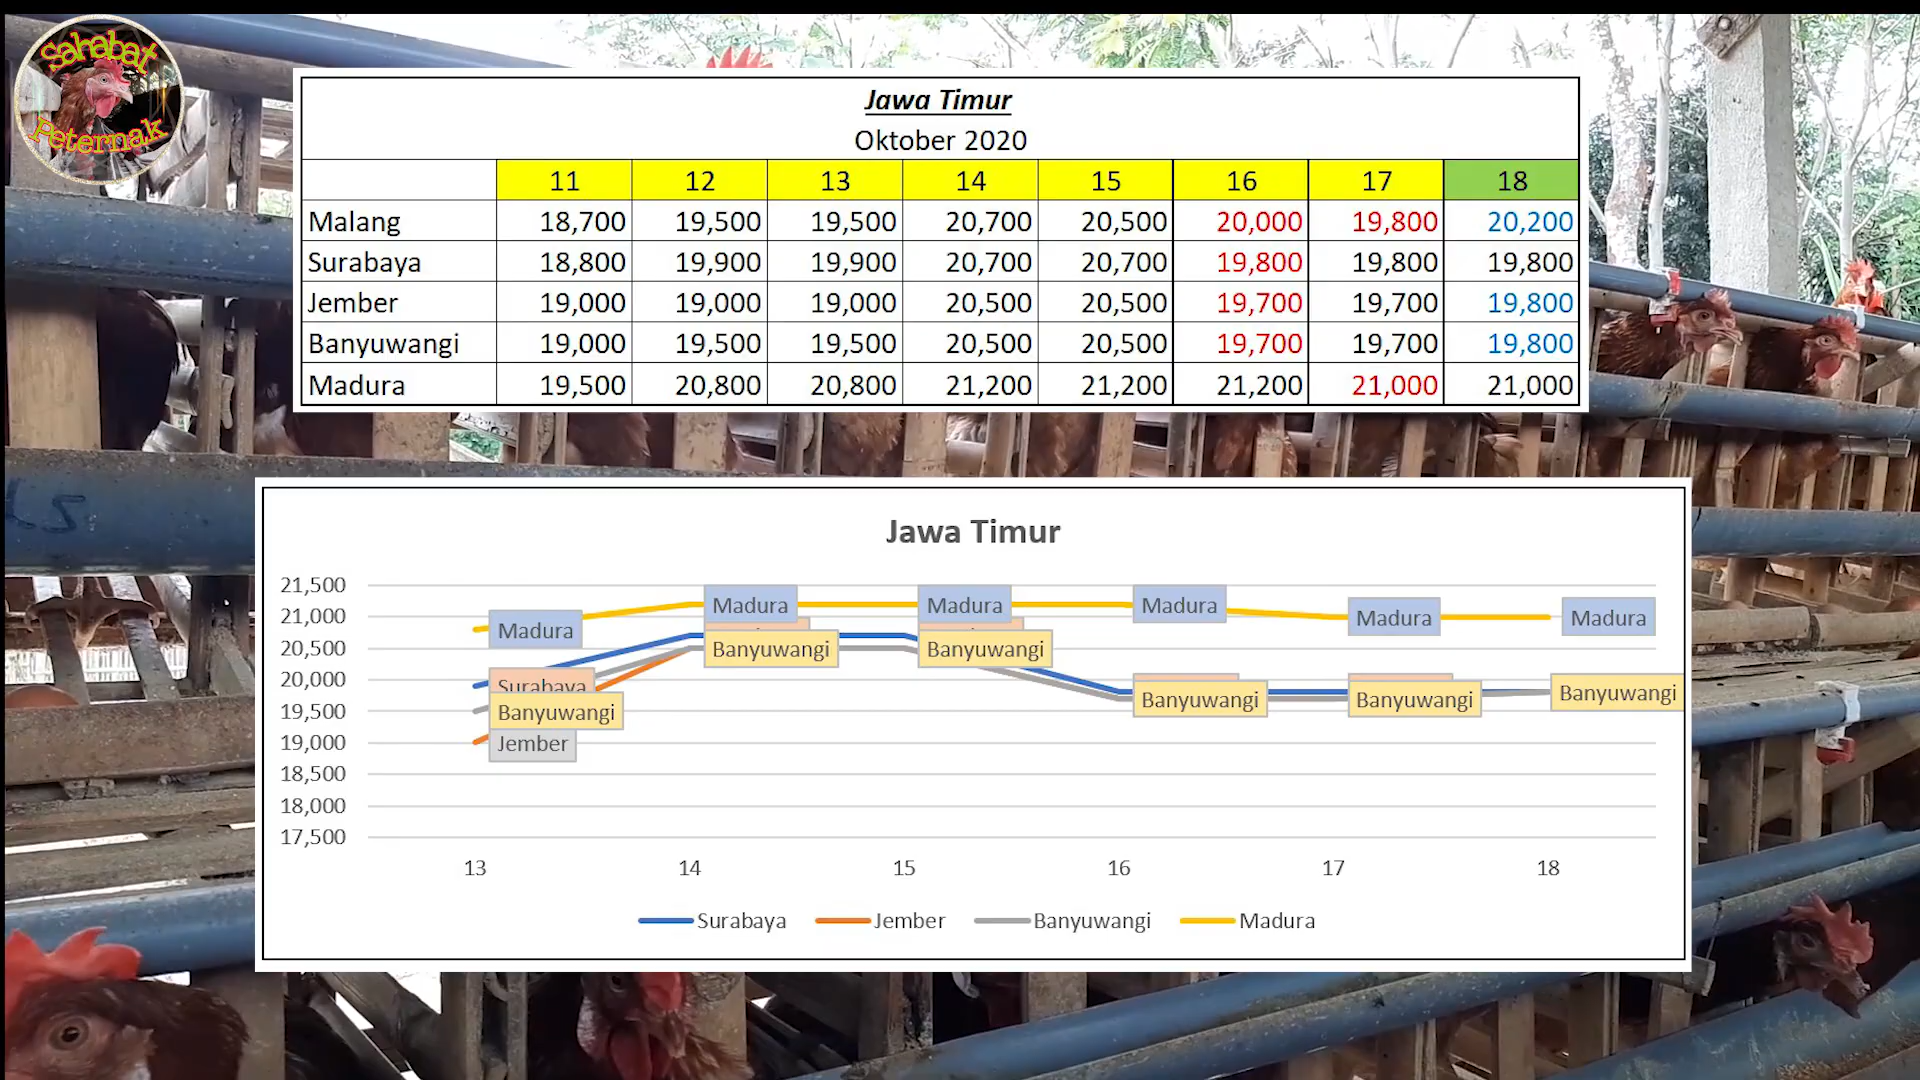 Sahabat
Peternak
Jawa Timur
Oktober 2020
11 12 13 14 15 16 17 18
Malang 18,700 19,500 19,500 20,700 20,500 20,000 19,800 20,200
Surabaya 18,800 19,900 19,900 20,700 20,700 19,800 19,800 19,800
Jember 19,000 19,000 19,000 20,500 20,500 19,700 19,700 19,800
Banyuwangi 19,000 19,500 19,500 20,500 20,500 19,700 19,700 19,800
Madura 19,500 20,800 20,800 21,200 21,200 21,200 21,000 21,000
Jawa Timur
21,500
21,000
20,500
20,000
19,500
19,000
18,500
18,000
17,500
Madura Madura Madura Madura Madura Madura
Surabaya
Banyuwangi Banyuwangi Banyuwangi Banyuwangi Banyuwangi Banyuwangi
Jember
13 14 15 16 17 18
Surabaya Jember Banyuwangi Madura